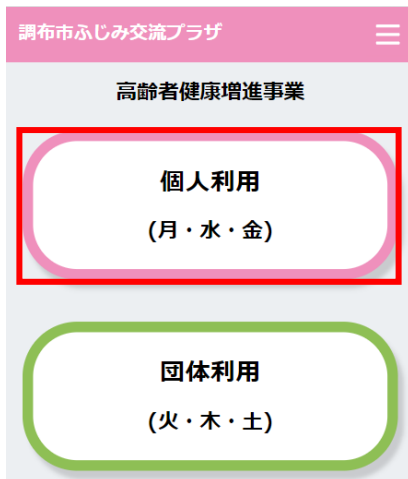 調布市ふじみ交流プラザ
高齢者健康増進事業
個人利用
(月・水・金)
団体利用
(火・木・土)